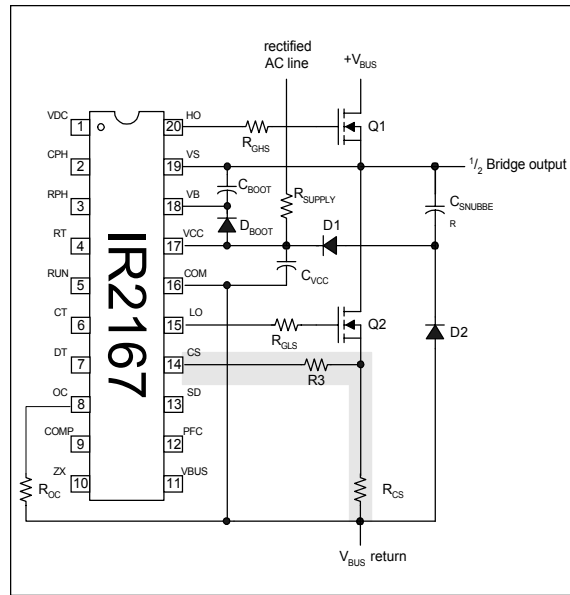 rectified
AC line
+VBUS
VDC
1
20
HO
RGHS
Q1
CPH
2
19
VS
1/2 Bridge output
CBOOT
RSUPPLY
CSNUBBE
R
RPH
3
18
VB
DBOOT
D1
RT
4
17
VCC
CVCC
RUN
5
16
COM
IR2167
CT
6
15
LO
RGLS
Q2
D2
DT
7
14
CS
R3
OC
8
13
SD
COMP
9
12
PFC
ZX
10
11
VBUS
ROC
RCS
VBUS return